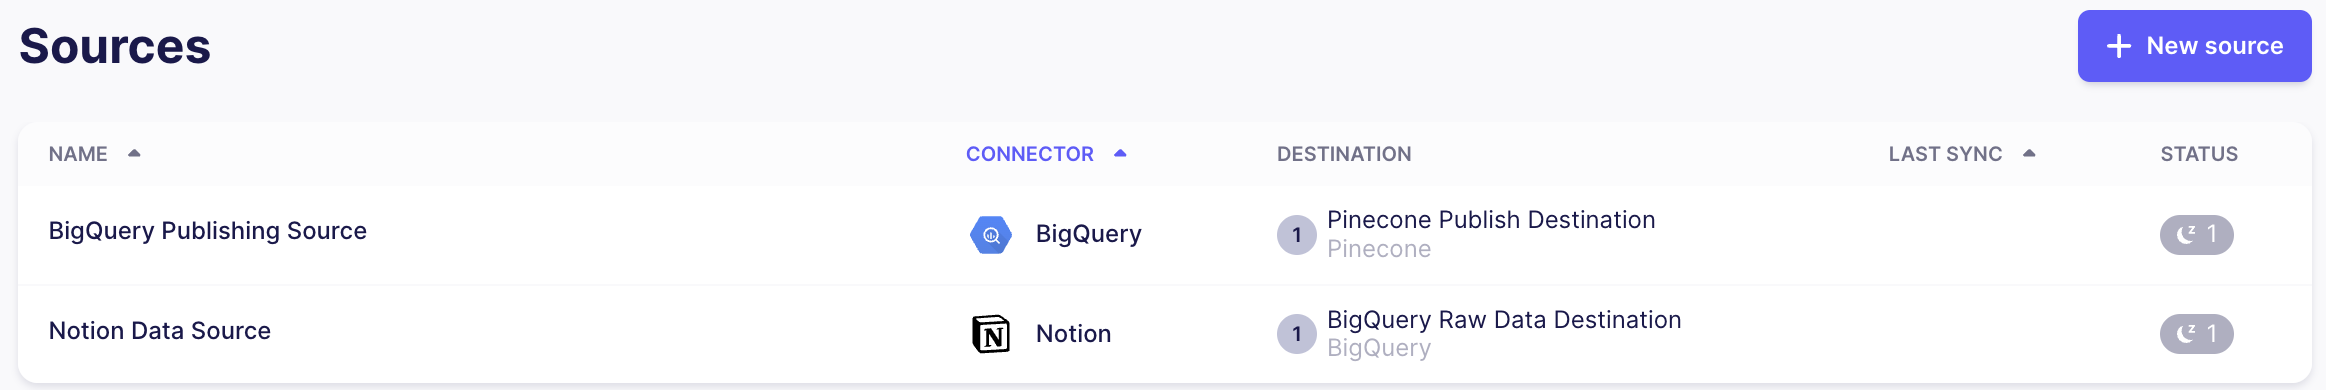 Sources
New source
NAME CONNECTOR DESTINATION LAST SYNC STATUS
BigQuery Publishing Source BigQuery 1 Pinecone Publish Destination 1
Pinecone
Notion Data Source Notion 1 BigQuery Raw Data Destination 1
BigQuery